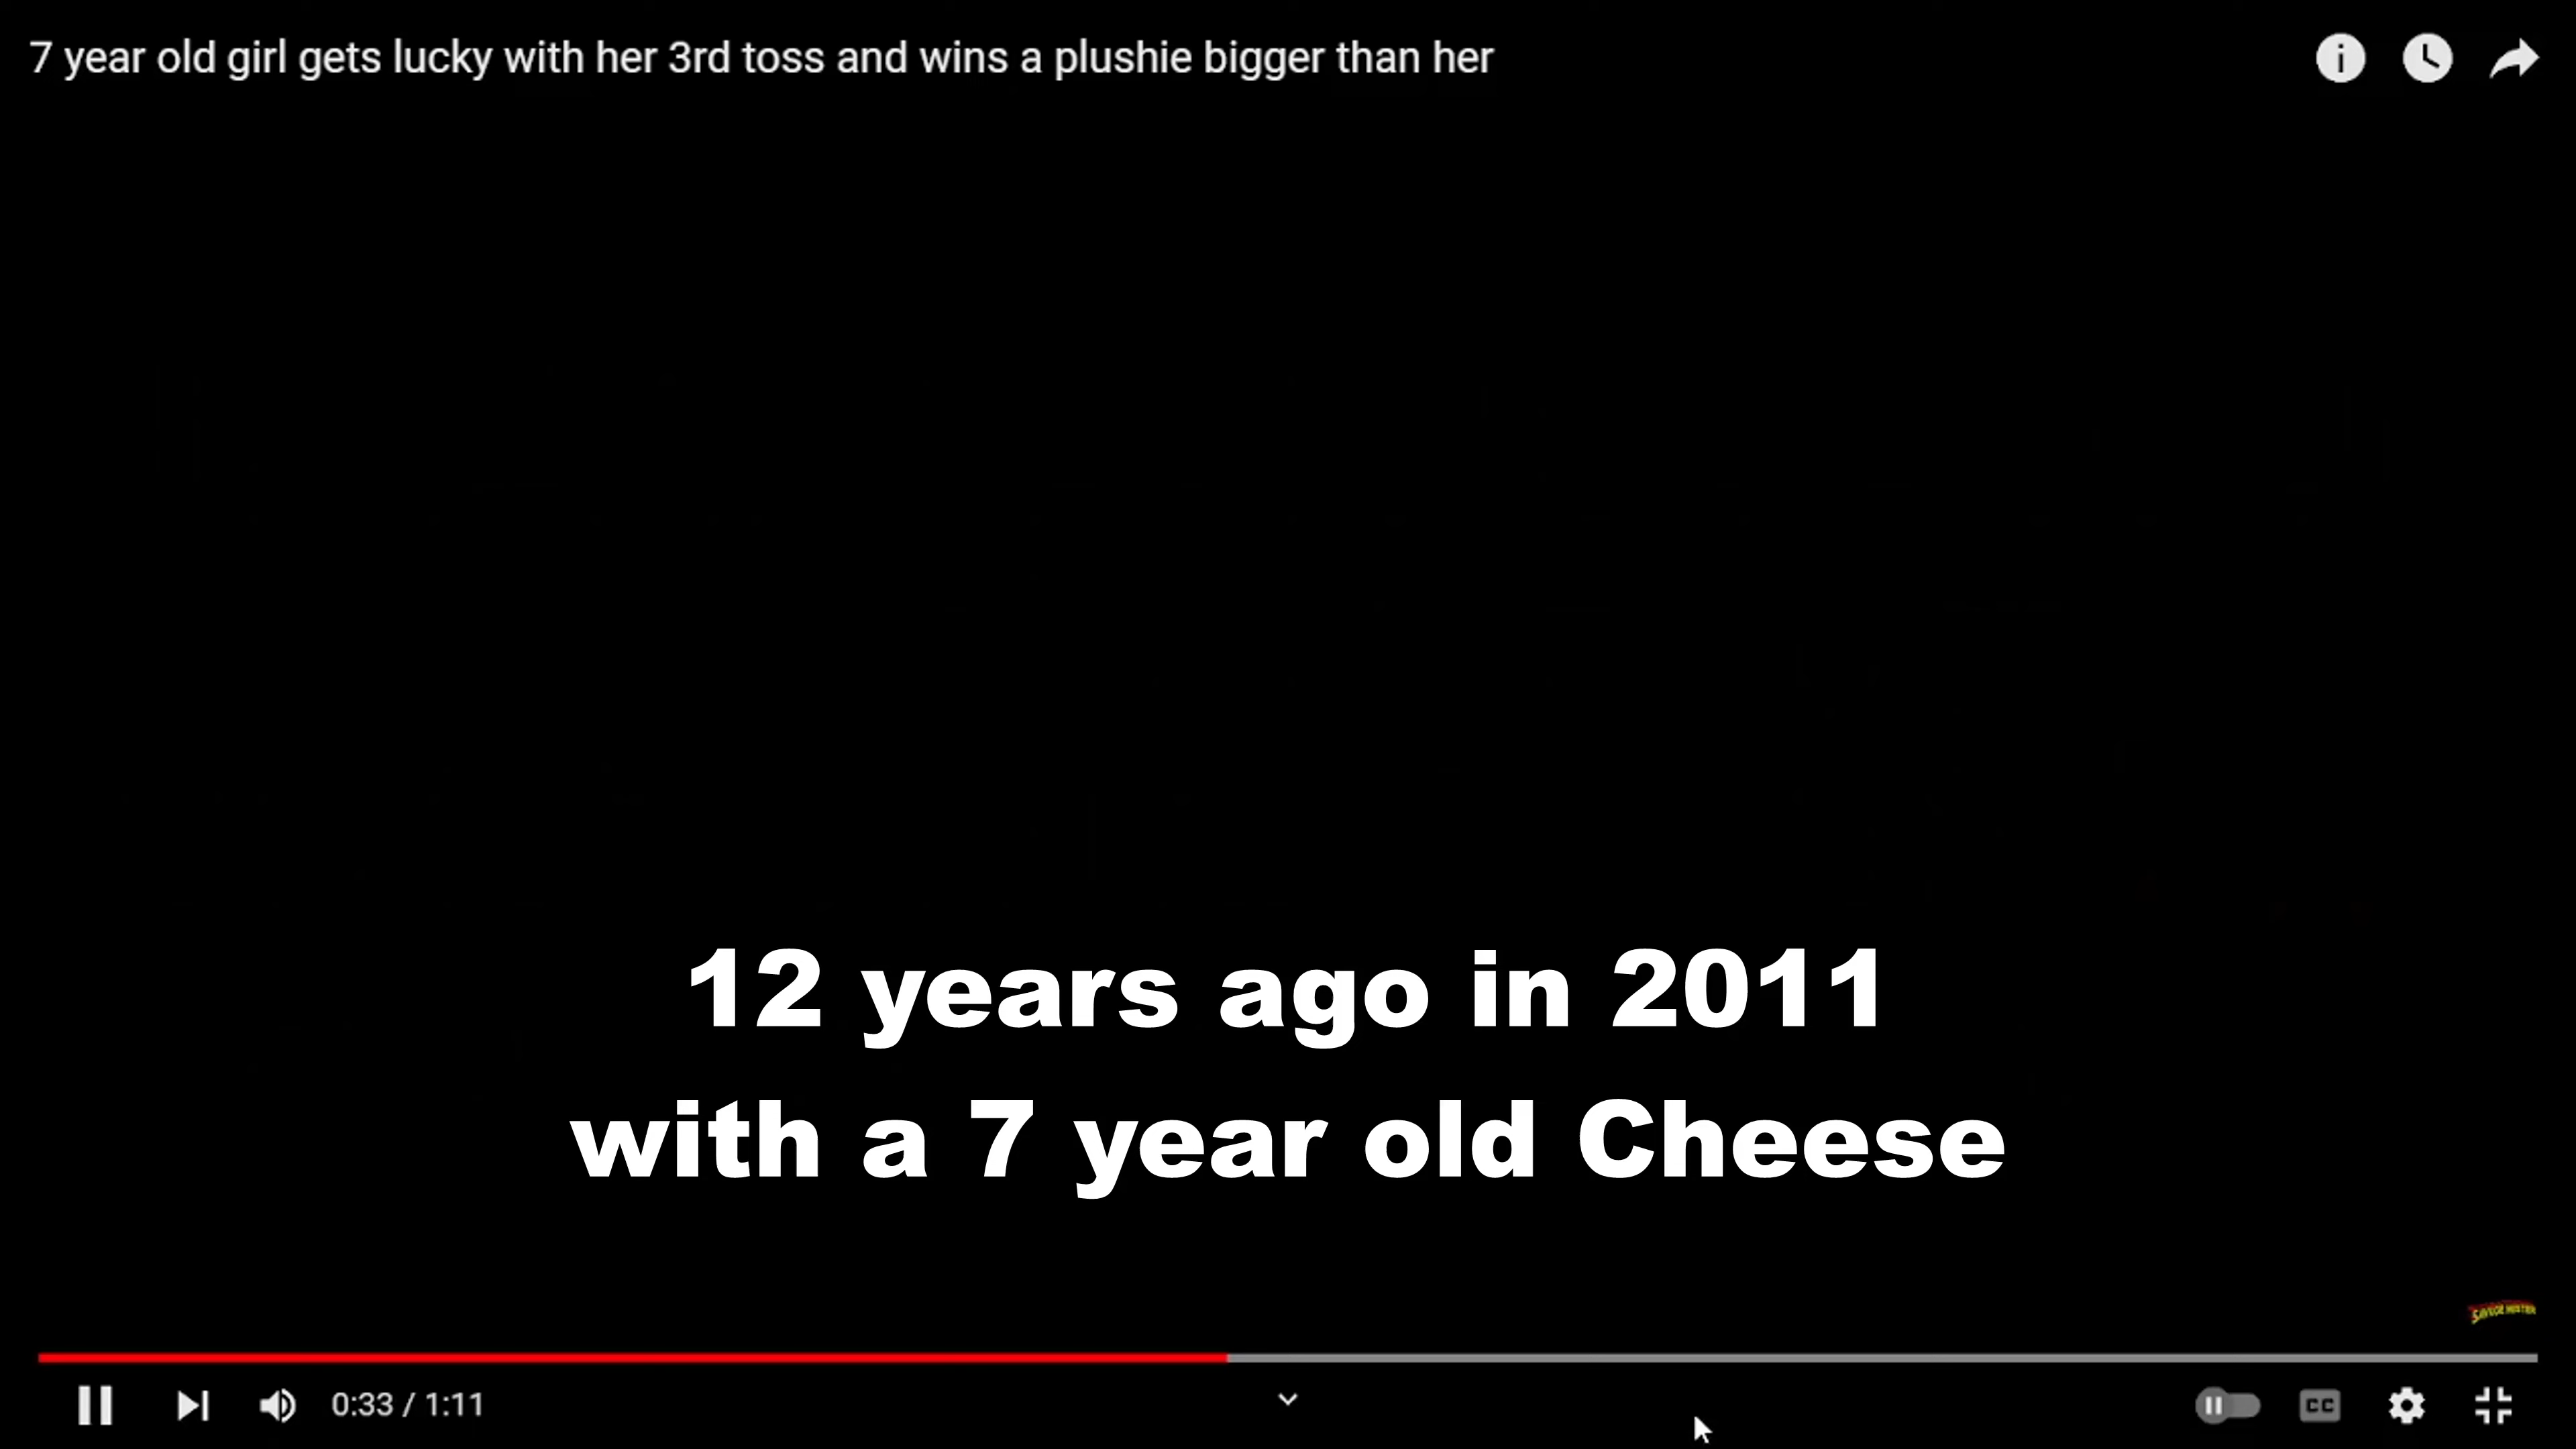 7 year old girl gets lucky with her 3rd toss and wins a plushie bigger than her
12 years ago in 2011
with a 7 year old Cheese
0:33 / 1:11
CC